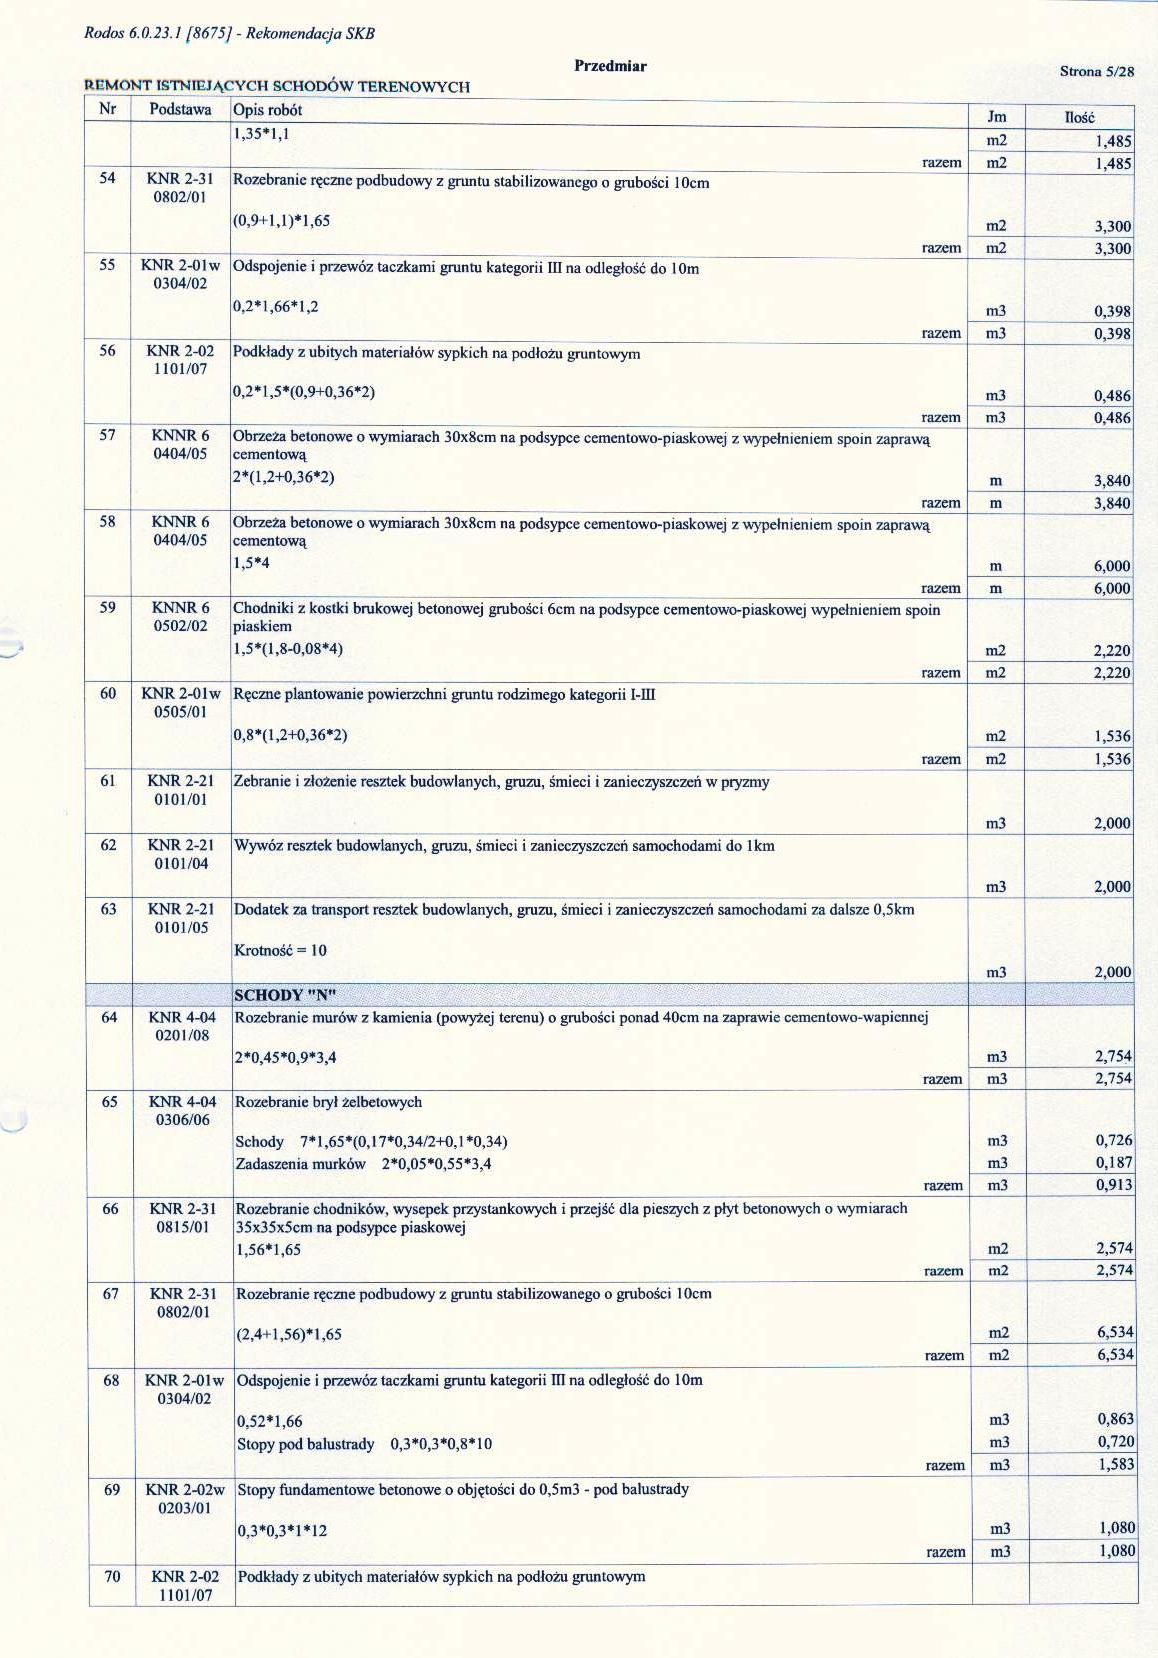 Rodos 6.0.23.1 [8675] - Rekomendacja SKB
Przedmiar
Strona 5/28
REMONT ISTNIEJĄCYCH SCHODÓW TERENOWYCH
Nr Podstawa Opis robót Jm Ilość
1,35*1,1 m2 1,485
razem m2 1,485
54 KNR 2-31 Rozebranie ręczne podbudowy z gruntu stabilizowanego o grubości 10cm
0802/01
(0,9+1,1)*1,65 m2 3,300
razem m2 3,300
55 KNR 2-01w Odspojenie i przewóz taczkami gruntu kategorii III na odległość do 10m
0304/02
0,2*1,66*1,2 m3 0,398
razem m3 0,398
56 KNR 2-02 Podkłady z ubitych materiałów sypkich na podłożu gruntowym
1101/07
0,2*1,5*(0,9+0,36*2) m3 0,486
razem m3 0,486
57 KNNR 6 Obrzeża betonowe o wymiarach 30x8cm na podsypce cementowo-piaskowej z wypełnieniem spoin zaprawą
0404/05 cementową
2*(1,2+0,36*2) m 3,840
razem m 3,840
58 KNNR 6 Obrzeża betonowe o wymiarach 30x8cm na podsypce cementowo-piaskowej z wypełnieniem spoin zaprawą
0404/05 cementową
1,5*4 m 6,000
razem m 6,000
59 KNNR 6 Chodniki z kostki brukowej betonowej grubości 6cm na podsypce cementowo-piaskowej wypełnieniem spoin
0502/02 piaskiem
1,5*(1,8-0,08*4) m2 2,220
razem m2 2,220
60 KNR 2-01w Ręczne plantowanie powierzchni gruntu rodzimego kategorii I-III
0505/01
0,8*(1,2+0,36*2) m2 1,536
razem m2 1,536
61 KNR 2-21 Zebranie i złożenie resztek budowlanych, gruzu, śmieci i zanieczyszczeń w pryzmy
0101/01
m3 2,000
62 KNR 2-21 Wywóz resztek budowlanych, gruzu, śmieci i zanieczyszczeń samochodami do 1km
0101/04
m3 2,000
63 KNR 2-21 Dodatek za transport resztek budowlanych, gruzu, śmieci i zanieczyszczeń samochodami za dalsze 0,5km
0101/05
Krotność = 10
m3 2,000
SCHODY "N"
64 KNR 4-04 Rozebranie murów z kamienia (powyżej terenu) o grubości ponad 40cm na zaprawie cementowo-wapiennej
0201/08
2*0,45*0,9*3,4 m3 2,754
razem m3 2,754
65 KNR 4-04 Rozebranie brył żelbetowych
0306/06
Schody 7*1,65*(0,17*0,34/2+0,1*0,34) m3 0,726
Zadaszenia murków 2*0,05*0,55*3,4 m3 0,187
razem m3 0,913
66 KNR 2-31 Rozebranie chodników, wysepek przystankowych i przejść dla pieszych z płyt betonowych o wymiarach
0815/01 35x35x5cm na podsypce piaskowej
1,56*1,65 m2 2,574
razem m2 2,574
67 KNR 2-31 Rozebranie ręczne podbudowy z gruntu stabilizowanego o grubości 10cm
0802/01
(2,4+1,56)*1,65 m2 6,534
razem m2 6,534
68 KNR 2-01w Odspojenie i przewóz taczkami gruntu kategorii III na odległość do 10m
0304/02
0,52*1,66 m3 0,863
Stopy pod balustrady 0,3*0,3*0,8*10 m3 0,720
razem m3 1,583
69 KNR 2-02w Stopy fundamentowe betonowe o objętości do 0,5m3 - pod balustrady
0203/01
0,3*0,3*1*12 m3 1,080
razem m3 1,080
70 KNR 2-02 Podkłady z ubitych materiałów sypkich na podłożu gruntowym
1101/07